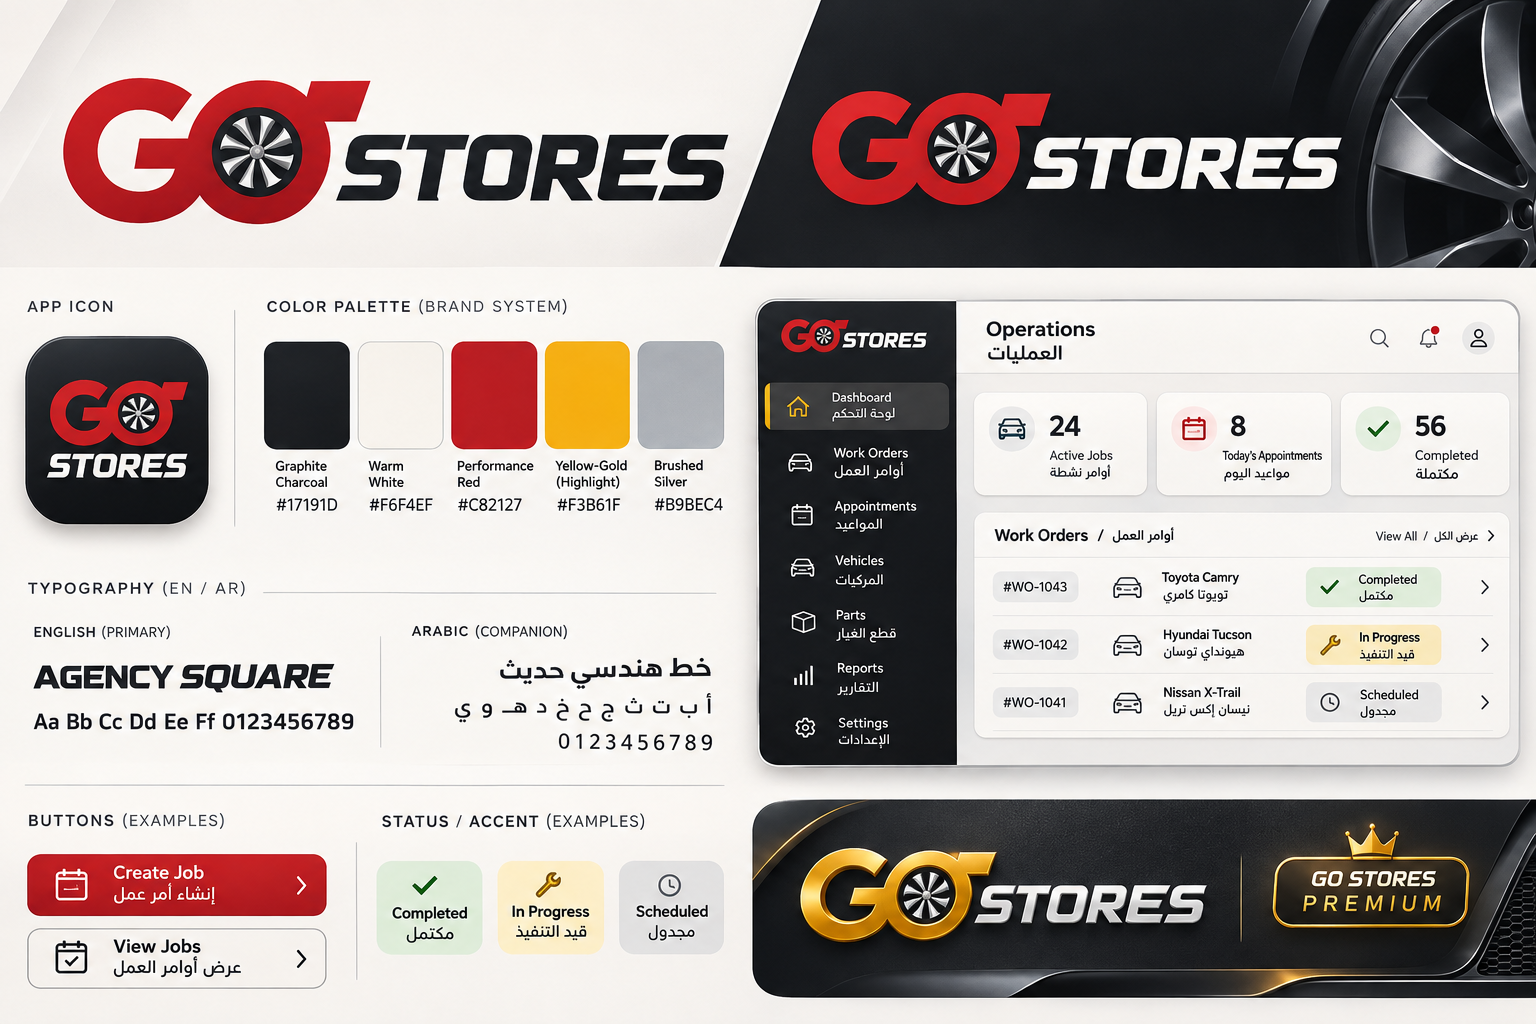 GO STORES
GO STORES
APP ICON
GO
STORES
COLOR PALETTE (BRAND SYSTEM)
Graphite
Charcoal
#17191D
Warm
White
#F6F4EF
Performance
Red
#C82127
Yellow-Gold
(Highlight)
#F3B61F
Brushed
Silver
#B9BEC4
TYPOGRAPHY (EN / AR)
ENGLISH (PRIMARY)
AGENCY SQUARE
Aa Bb Cc Dd Ee Ff 0123456789
ARABIC (COMPANION)
خط هندسي حديث
أ ب ت ث ج ح خ د هـ و ي
0123456789
BUTTONS (EXAMPLES)
Create Job
إنشاء أمر عمل
View Jobs
عرض أوامر العمل
STATUS / ACCENT (EXAMPLES)
Completed
مكتمل
In Progress
قيد التنفيذ
Scheduled
مجدول
GO STORES
Dashboard
لوحة التحكم
Work Orders
أوامر العمل
Appointments
المواعيد
Vehicles
المركبات
Parts
قطع الغيار
Reports
التقارير
Settings
الإعدادات
Operations
العمليات
24
Active Jobs
أوامر نشطة
8
Today's Appointments
مواعيد اليوم
56
Completed
مكتملة
Work Orders / أوامر العمل
View All / عرض الكل
#WO-1043
Toyota Camry
تويوتا كامري
Completed
مكتمل
#WO-1042
Hyundai Tucson
هيونداي توسان
In Progress
قيد التنفيذ
#WO-1041
Nissan X-Trail
نيسان إكس تريل
Scheduled
مجدول
GO STORES
GO STORES
PREMIUM